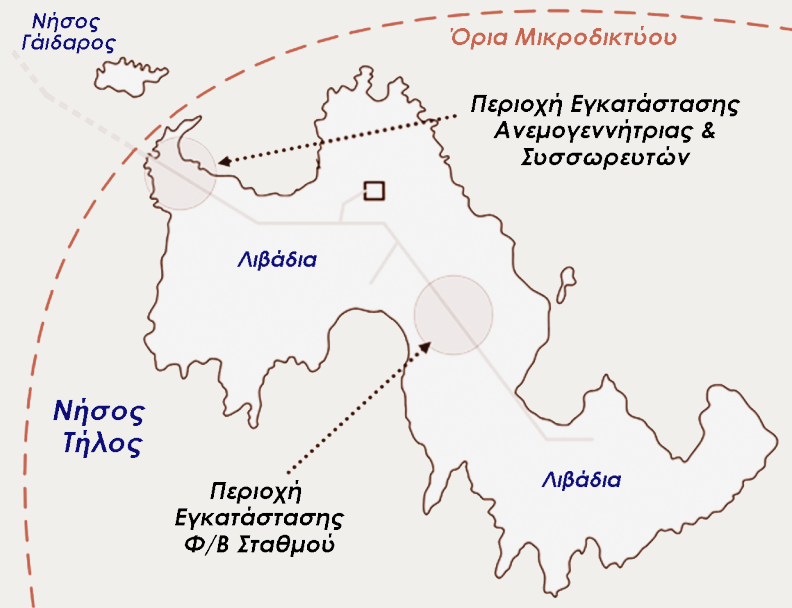 Νήσος
Γάιδαρος
Όρια Μικροδικτύου
Περιοχή Εγκατάστασης
Ανεμογεννήτριας &
Συσσωρευτών
Λιβάδια
Νήσος
Τήλος
Περιοχή
Εγκατάστασης
Φ/Β Σταθμού
Λιβάδια